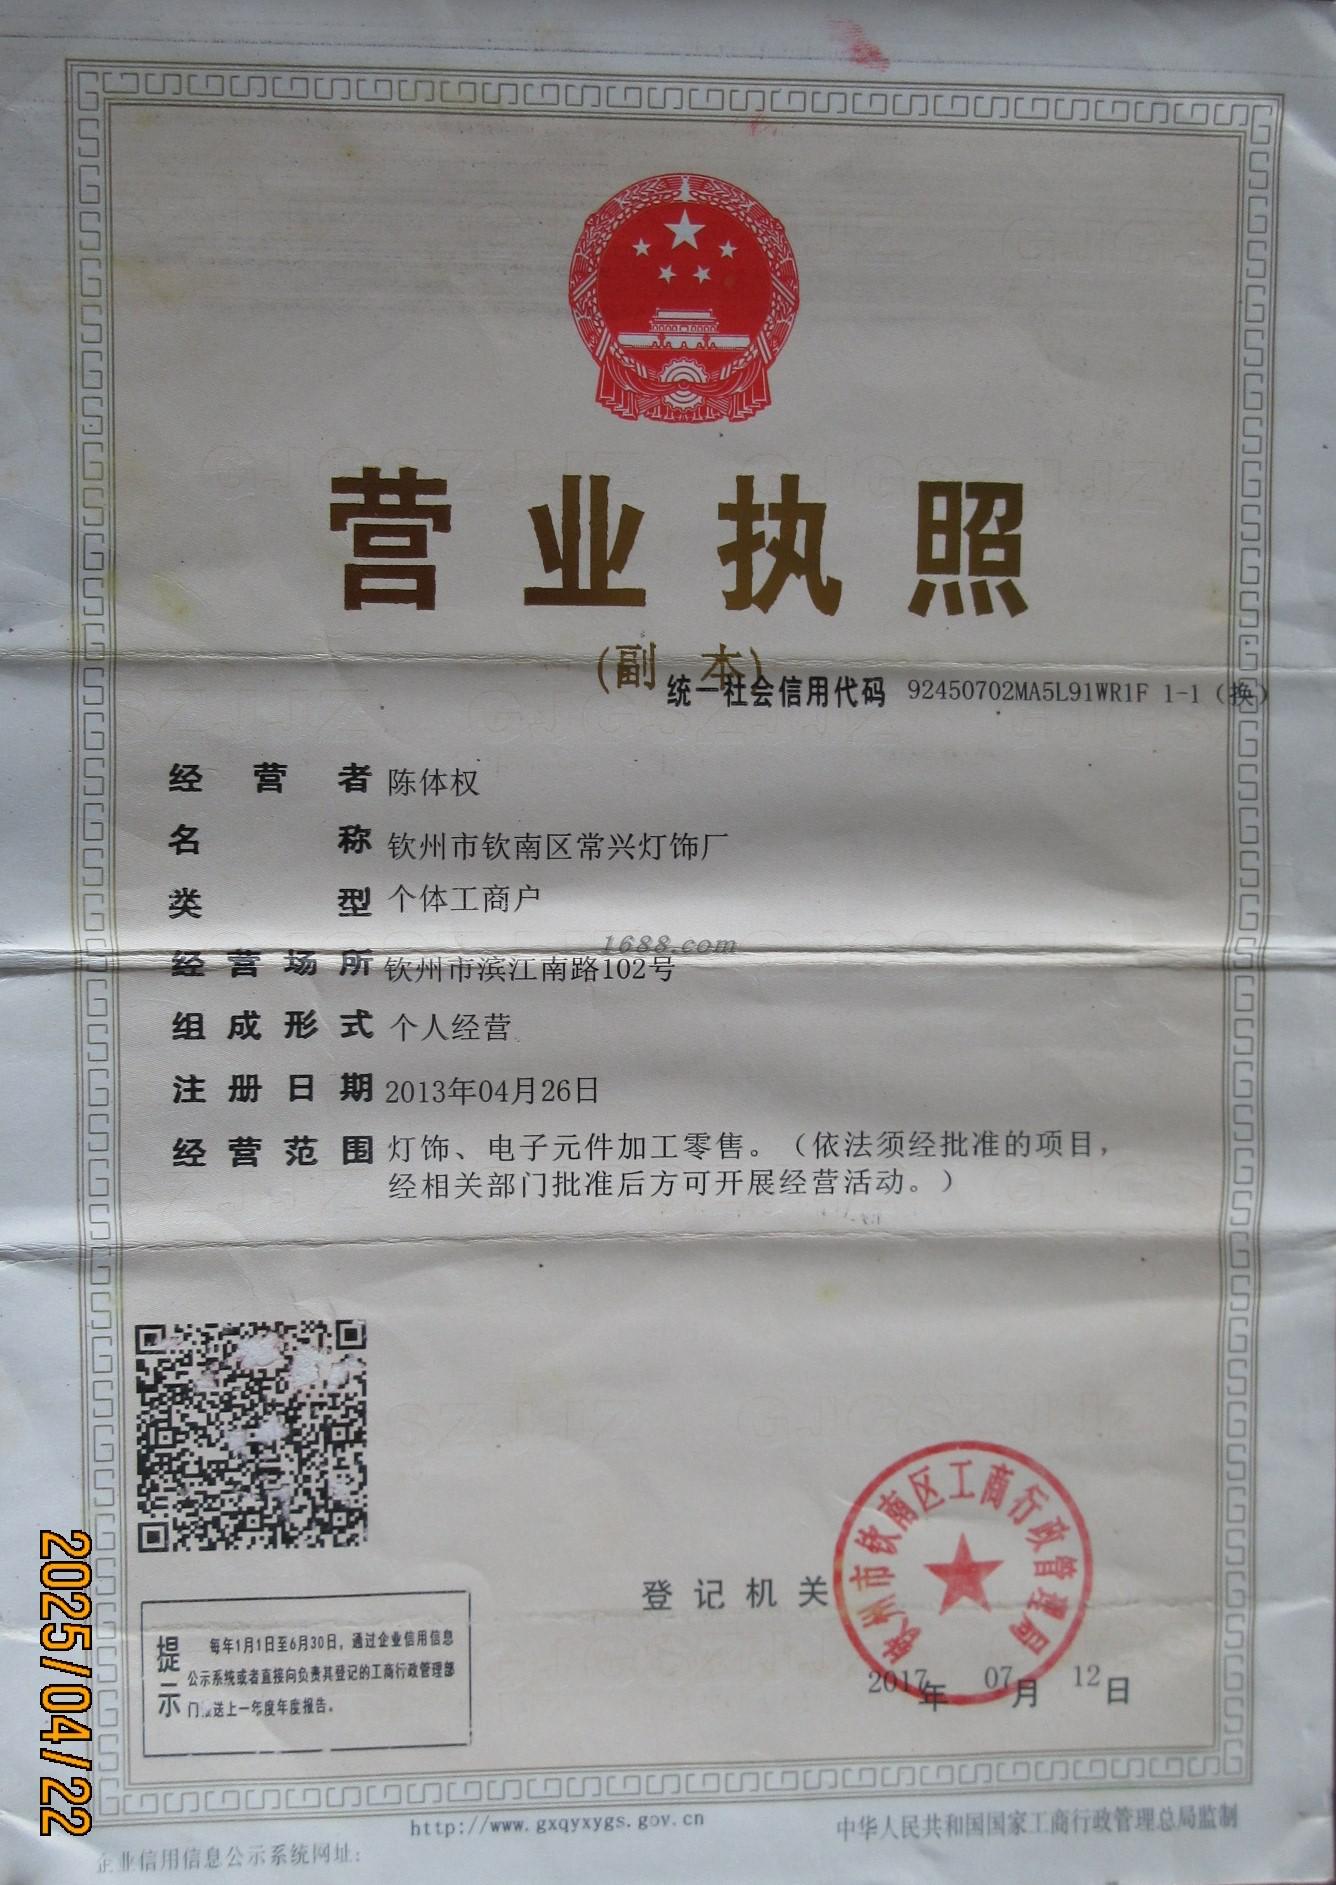 营业执照
(副 本)
统一社会信用代码 92450702MA5L91WR1F 1-1（换）
经营者 陈体权
名称 钦州市钦南区常兴灯饰厂
类型 个体工商户
1688.com
经营场所 钦州市滨江南路102号
组成形式 个人经营
注册日期 2013年04月26日
经营范围 灯饰、电子元件加工零售。（依法须经批准的项目，
经相关部门批准后方可开展经营活动。）
登记机关
钦州市钦南区工商行政管理局
2017年 07月 12日
提示
每年1月1日至6月30日，通过企业信用信息
公示系统或者直接向负责其登记的工商行政管理部
门 送上一年度年度报告。
2025/04/22
http://www.gxqyxygs.gov.cn
中华人民共和国国家工商行政管理总局监制
企业信用信息公示系统网址：